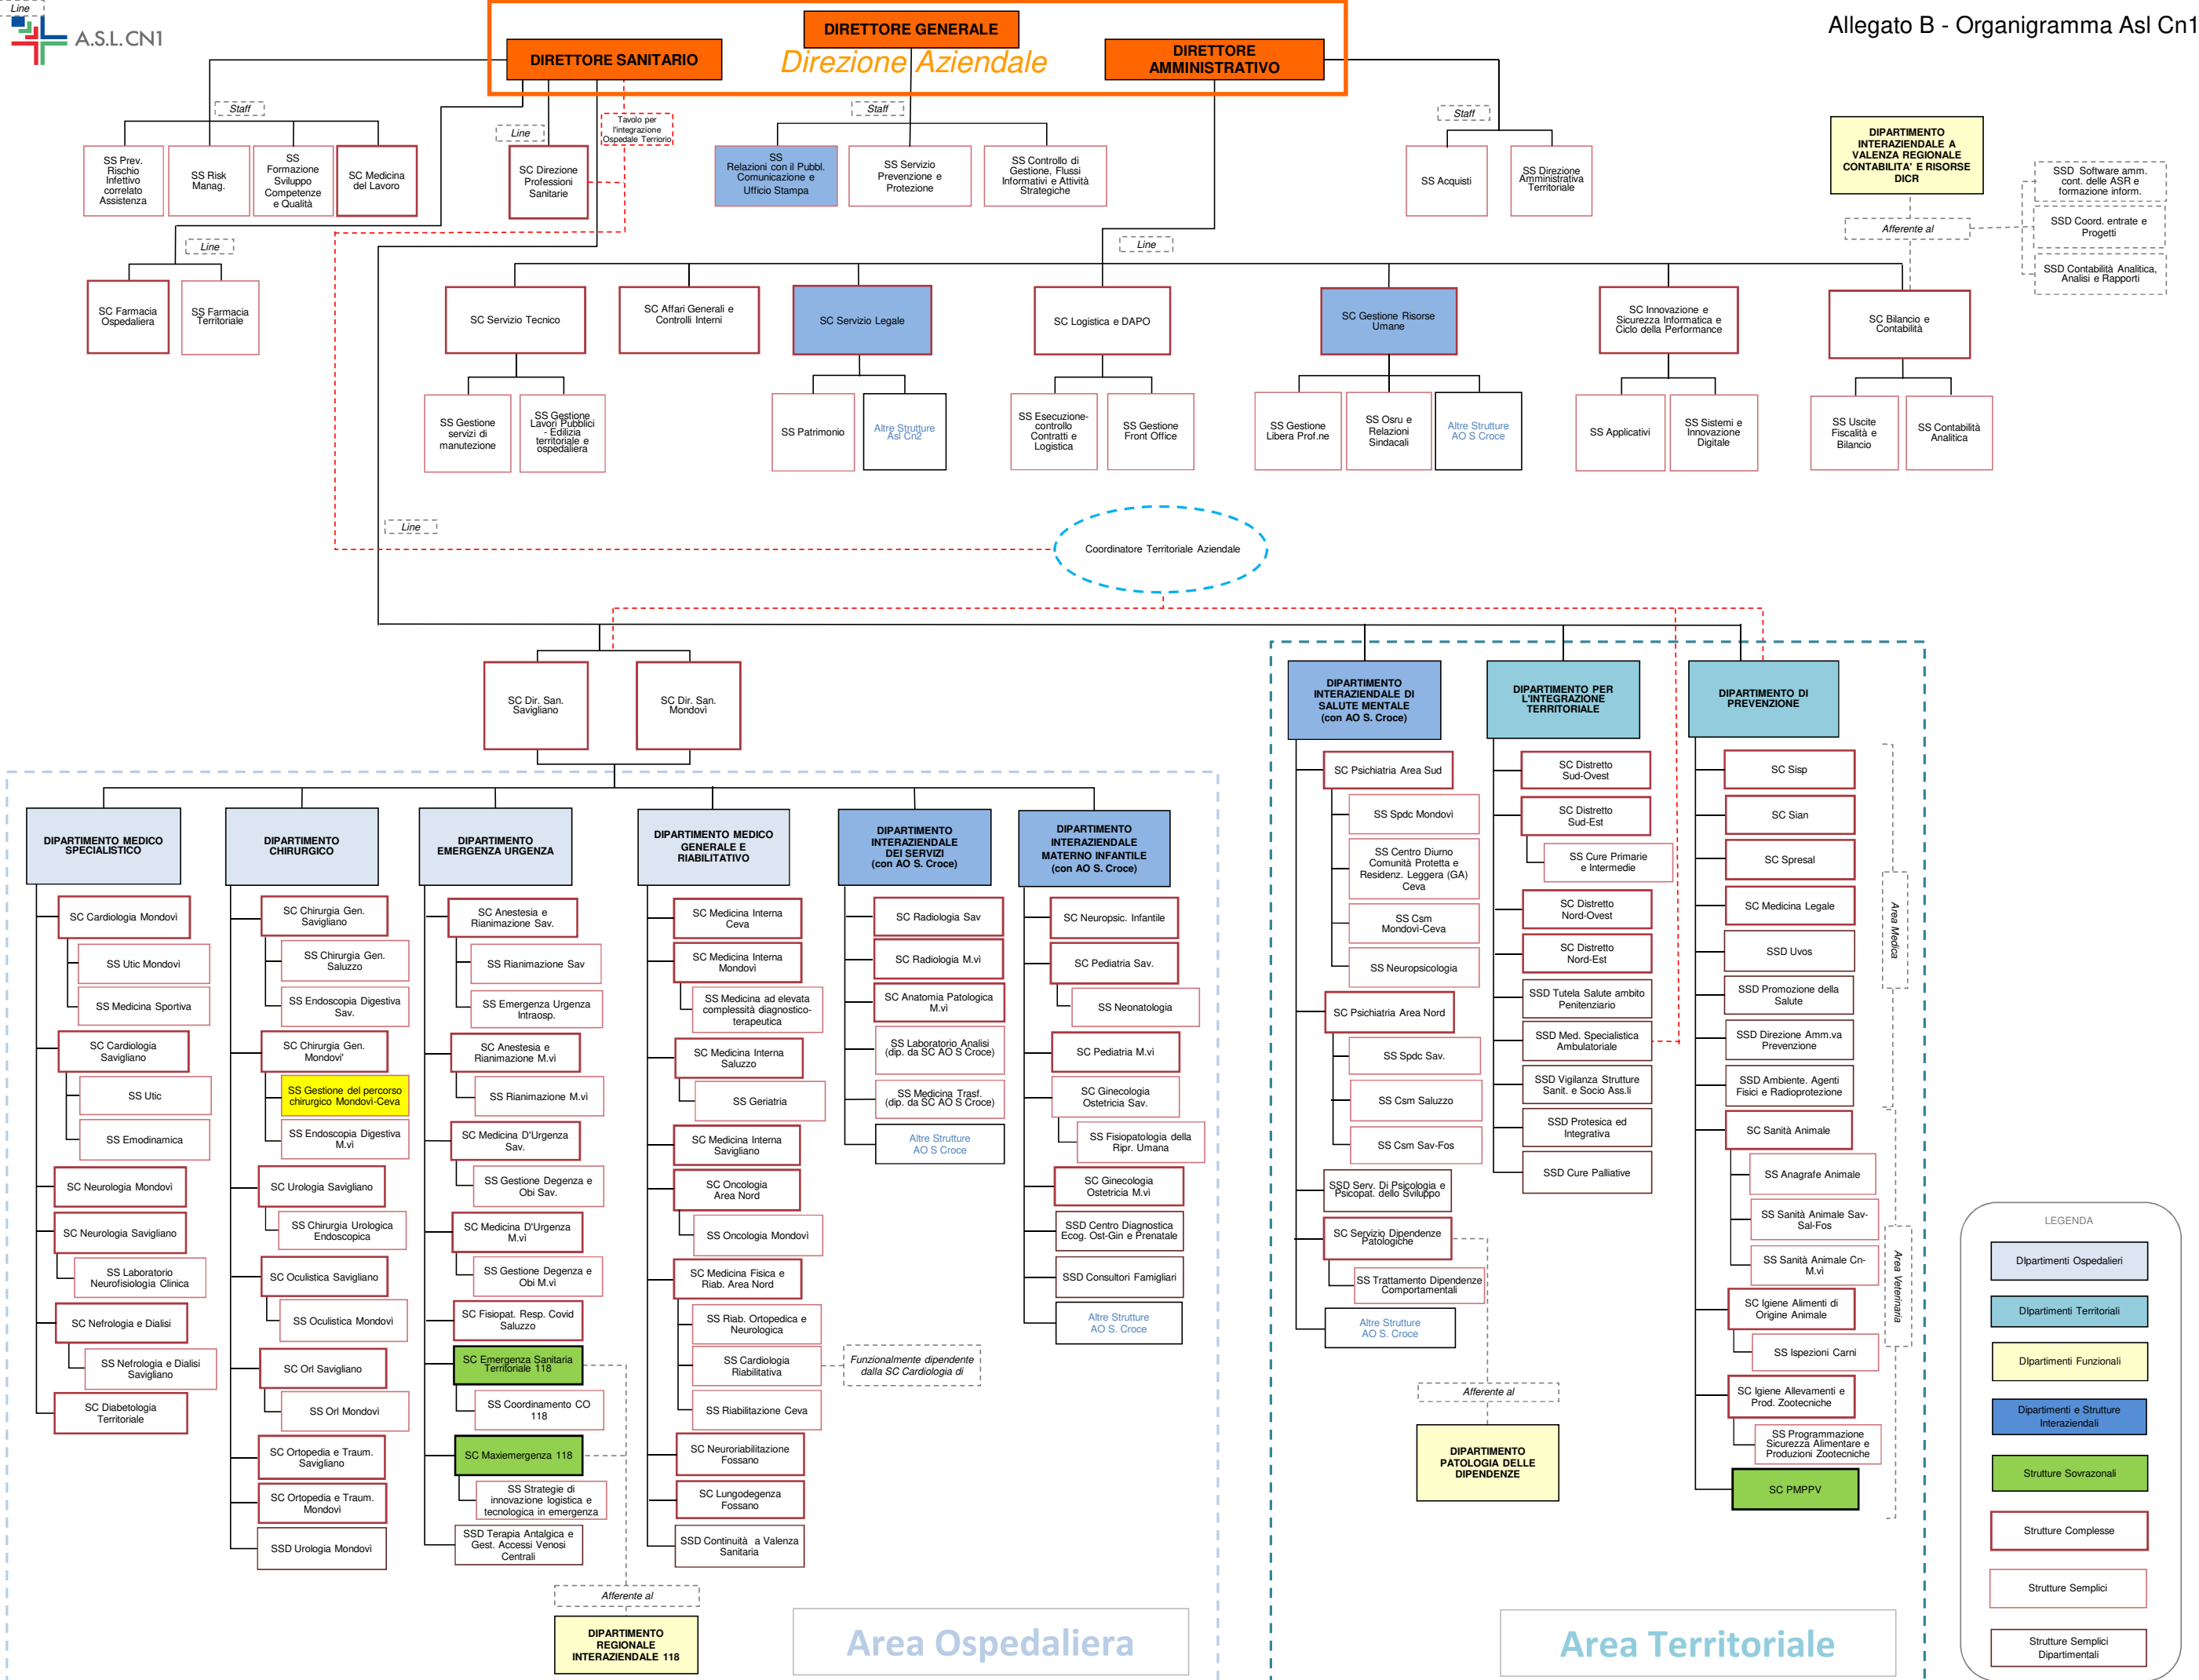 Line
A.S.L. CN1
Allegato B - Organigramma Asl Cn1
DIRETTORE GENERALE
DIRETTORE SANITARIO
Direzione Aziendale
DIRETTORE
AMMINISTRATIVO
Staff
Line
Tavolo per
l'integrazione
Ospedale Terriorio
Staff
Staff
SS Prev.
Rischio
Infettivo
correlato
Assistenza
SS Risk
Manag.
SS
Formazione
Sviluppo
Competenze
e Qualità
SC Medicina
del Lavoro
SC Direzione
Professioni
Sanitarie
SS
Relazioni con il Pubbl.
Comunicazione e
Ufficio Stampa
SS Servizio
Prevenzione e
Protezione
SS Controllo di
Gestione, Flussi
Informativi e Attività
Strategiche
SS Acquisti
SS Direzione
Amministrativa
Territoriale
DIPARTIMENTO
INTERAZIENDALE A
VALENZA REGIONALE
CONTABILITA' E RISORSE
DICR
SSD Software amm.
cont. delle ASR e
formazione inform.
SSD Coord. entrate e
Progetti
SSD Contabilità Analitica,
Analisi e Rapporti
Afferente al
Line
Line
SC Farmacia
Ospedaliera
SS Farmacia
Territoriale
SC Servizio Tecnico
SC Affari Generali e
Controlli Interni
SC Servizio Legale
SC Logistica e DAPO
SC Gestione Risorse
Umane
SC Innovazione e
Sicurezza Informatica e
Ciclo della Performance
SC Bilancio e
Contabilità
SS Gestione
servizi di
manutezione
SS Gestione
Lavori Pubblici
- Edilizia
territoriale e
ospedaliera
SS Patrimonio
Altre Strutture
Asl Cn2
SS Esecuzione-
controllo
Contratti e
Logistica
SS Gestione
Front Office
SS Gestione
Libera Prof.ne
SS Osru e
Relazioni
Sindacali
Altre Strutture
AO S Croce
SS Applicativi
SS Sistemi e
Innovazione
Digitale
SS Uscite
Fiscalità e
Bilancio
SS Contabilità
Analitica
Line
Coordinatore Territoriale Aziendale
SC Dir. San.
Savigliano
SC Dir. San.
Mondovì
DIPARTIMENTO MEDICO
SPECIALISTICO
SC Cardiologia Mondovì
SS Utic Mondovì
SS Medicina Sportiva
SC Cardiologia
Savigliano
SS Utic
SS Emodinamica
SC Neurologia Mondovì
SC Neurologia Savigliano
SS Laboratorio
Neurofisiologia Clinica
SC Nefrologia e Dialisi
SS Nefrologia e Dialisi
Savigliano
SC Diabetologia
Territoriale
DIPARTIMENTO
CHIRURGICO
SC Chirurgia Gen.
Savigliano
SS Chirurgia Gen.
Saluzzo
SS Endoscopia Digestiva
Sav.
SC Chirurgia Gen.
Mondovi'
SS Gestione del percorso
chirurgico Mondovì-Ceva
SS Endoscopia Digestiva
M.vì
SC Urologia Savigliano
SS Chirurgia Urologica
Endoscopica
SC Oculistica Savigliano
SS Oculistica Mondovì
SC Orl Savigliano
SS Orl Mondovì
SC Ortopedia e Traum.
Savigliano
SC Ortopedia e Traum.
Mondovì
SSD Urologia Mondovì
DIPARTIMENTO
EMERGENZA URGENZA
SC Anestesia e
Rianimazione Sav.
SS Rianimazione Sav
SS Emergenza Urgenza
Intraosp.
SC Anestesia e
Rianimazione M.vì
SS Rianimazione M.vì
SC Medicina D'Urgenza
Sav.
SS Gestione Degenza e
Obi Sav.
SC Medicina D'Urgenza
M.vì
SS Gestione Degenza e
Obi M.vì
SC Fisiopat. Resp. Covid
Saluzzo
SC Emergenza Sanitaria
Territoriale 118
SS Coordinamento CO
118
SC Maxiemergenza 118
SS Strategie di
innovazione logistica e
tecnologica in emergenza
SSD Terapia Antalgica e
Gest. Accessi Venosi
Centrali
Afferente al
DIPARTIMENTO
REGIONALE
INTERAZIENDALE 118
DIPARTIMENTO MEDICO
GENERALE E
RIABILITATIVO
SC Medicina Interna
Ceva
SC Medicina Interna
Mondovì
SS Medicina ad elevata
complessità diagnostico-
terapeutica
SC Medicina Interna
Saluzzo
SS Geriatria
SC Medicina Interna
Savigliano
SC Oncologia
Area Nord
SS Oncologia Mondovì
SC Medicina Fisica e
Riab. Area Nord
SS Riab. Ortopedica e
Neurologica
SS Cardiologia
Riabilitativa
Funzionalmente dipendente
dalla SC Cardiologia di
SS Riabilitazione Ceva
SC Neuroriabilitazione
Fossano
SC Lungodegenza
Fossano
SSD Continuità a Valenza
Sanitaria
DIPARTIMENTO
INTERAZIENDALE
DEI SERVIZI
(con AO S. Croce)
SC Radiologia Sav
SC Radiologia M.vì
SC Anatomia Patologica
M.vì
SS Laboratorio Analisi
(dip. da SC AO S Croce)
SS Medicina Trasf.
(dip. da SC AO S Croce)
Altre Strutture
AO S Croce
DIPARTIMENTO
INTERAZIENDALE
MATERNO INFANTILE
(con AO S. Croce)
SC Neuropsic. Infantile
SC Pediatria Sav.
SS Neonatologia
SC Pediatria M.vì
SC Ginecologia
Ostetricia Sav.
SS Fisiopatologia della
Ripr. Umana
SC Ginecologia
Ostetricia M.vì
SSD Centro Diagnostica
Ecog. Ost-Gin e Prenatale
SSD Consultori Famigliari
Altre Strutture
AO S. Croce
Area Ospedaliera
DIPARTIMENTO
INTERAZIENDALE DI
SALUTE MENTALE
(con AO S. Croce)
SC Psichiatria Area Sud
SS Spdc Mondovì
SS Centro Diurno
Comunità Protetta e
Residenz. Leggera (GA)
Ceva
SS Csm
Mondovì-Ceva
SS Neuropsicologia
SC Psichiatria Area Nord
SS Spdc Sav.
SS Csm Saluzzo
SS Csm Sav-Fos
SSD Serv. Di Psicologia e
Psicopat. dello Sviluppo
SC Servizio Dipendenze
Patologiche
SS Trattamento Dipendenze
Comportamentali
Altre Strutture
AO S. Croce
Afferente al
DIPARTIMENTO
PATOLOGIA DELLE
DIPENDENZE
DIPARTIMENTO PER
L'INTEGRAZIONE
TERRITORIALE
SC Distretto
Sud-Ovest
SC Distretto
Sud-Est
SS Cure Primarie
e Intermedie
SC Distretto
Nord-Ovest
SC Distretto
Nord-Est
SSD Tutela Salute ambito
Penitenziario
SSD Med. Specialistica
Ambulatoriale
SSD Vigilanza Strutture
Sanit. e Socio Ass.li
SSD Protesica ed
Integrativa
SSD Cure Palliative
DIPARTIMENTO DI
PREVENZIONE
SC Sisp
SC Sian
SC Spresal
SC Medicina Legale
SSD Uvos
SSD Promozione della
Salute
SSD Direzione Amm.va
Prevenzione
SSD Ambiente. Agenti
Fisici e Radioprotezione
SC Sanità Animale
SS Anagrafe Animale
SS Sanità Animale Sav-
Sal-Fos
SS Sanità Animale Cn-
M.vì
SC Igiene Alimenti di
Origine Animale
SS Ispezioni Carni
SC Igiene Allevamenti e
Prod. Zootecniche
SS Programmazione
Sicurezza Alimentare e
Produzioni Zootecniche
SC PMPPV
Area Medica
Area Veterinaria
Area Territoriale
LEGENDA
DIpartimenti Ospedalieri
DIpartimenti Territoriali
DIpartimenti Funzionali
Dipartimenti e Strutture
Interaziendali
Strutture Sovrazonali
Strutture Complesse
Strutture Semplici
Strutture Semplici
Dipartimentali